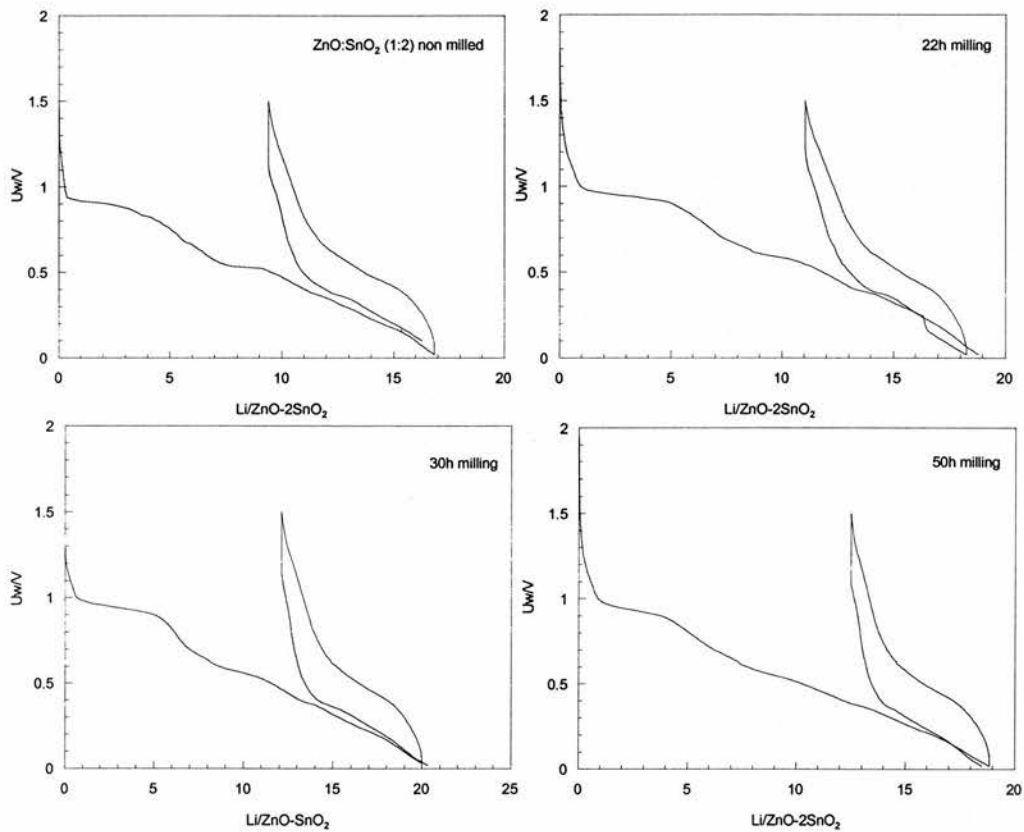 2
ZnO:SnO₂ (1:2) non milled
1.5
Uw/V
1
0.5
0
0 5 10 15 20
Li/ZnO-2SnO₂
2
22h milling
1.5
Uw/V
1
0.5
0
0 5 10 15 20
Li/ZnO-2SnO₂
2
30h milling
1.5
Uw/V
1
0.5
0
0 5 10 15 20 25
Li/ZnO-SnO₂
2
50h milling
1.5
Uw/V
1
0.5
0
0 5 10 15 20
Li/ZnO-2SnO₂